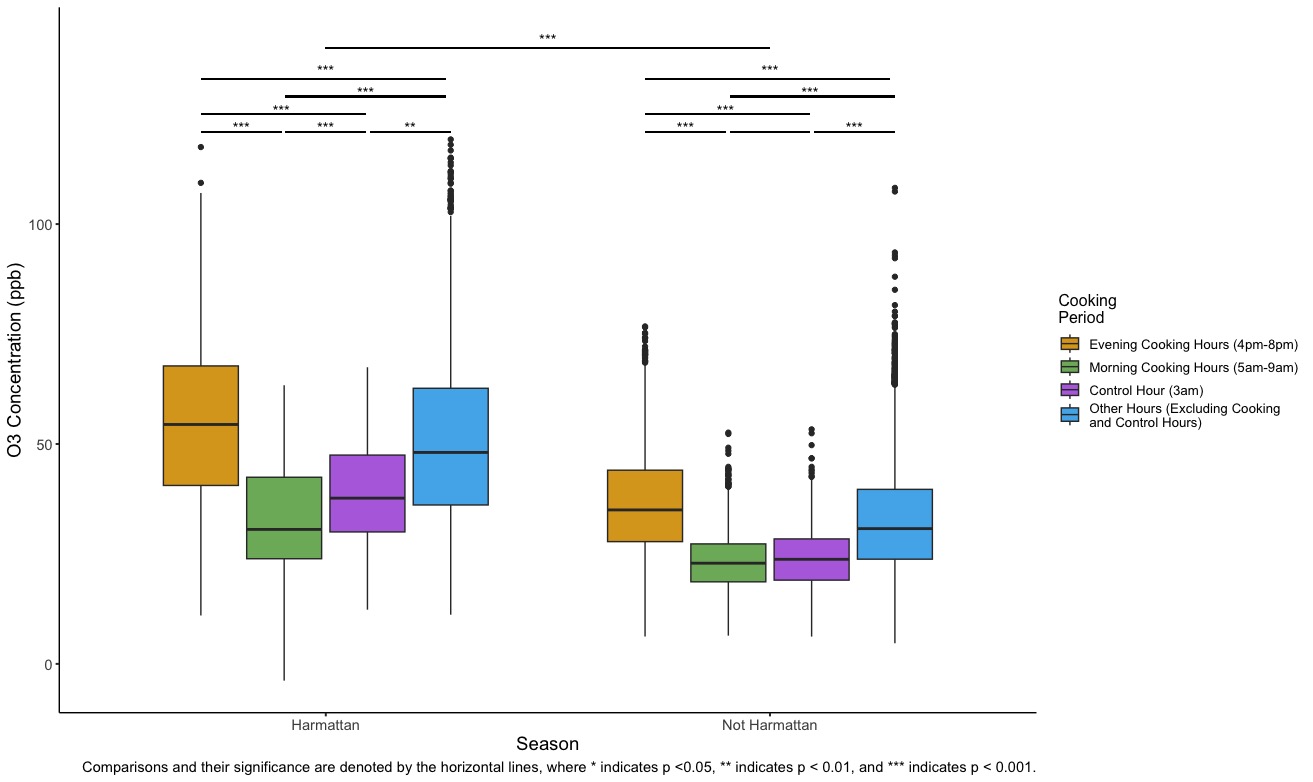 ***
*** ***
*** ***
*** ***
*** *** ** *** ***
100
50
0
O3 Concentration (ppb)
Harmattan Not Harmattan
Season
Comparisons and their significance are denoted by the horizontal lines, where * indicates p <0.05, ** indicates p < 0.01, and *** indicates p < 0.001.
Cooking
Period
Evening Cooking Hours (4pm-8pm)
Morning Cooking Hours (5am-9am)
Control Hour (3am)
Other Hours (Excluding Cooking
and Control Hours)